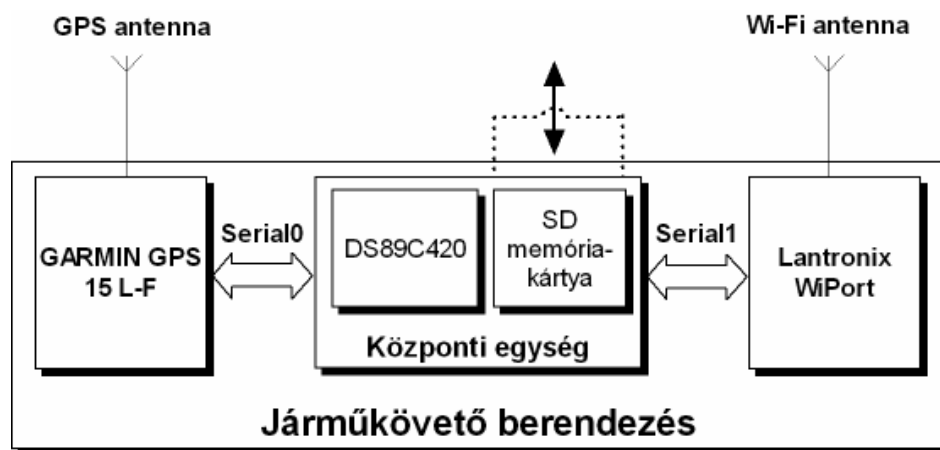 GPS antenna
Wi-Fi antenna
GARMIN GPS
15 L-F
Serial0
DS89C420
SD
memória-
kártya
Központi egység
Serial1
Lantronix
WiPort
Járműkövető berendezés